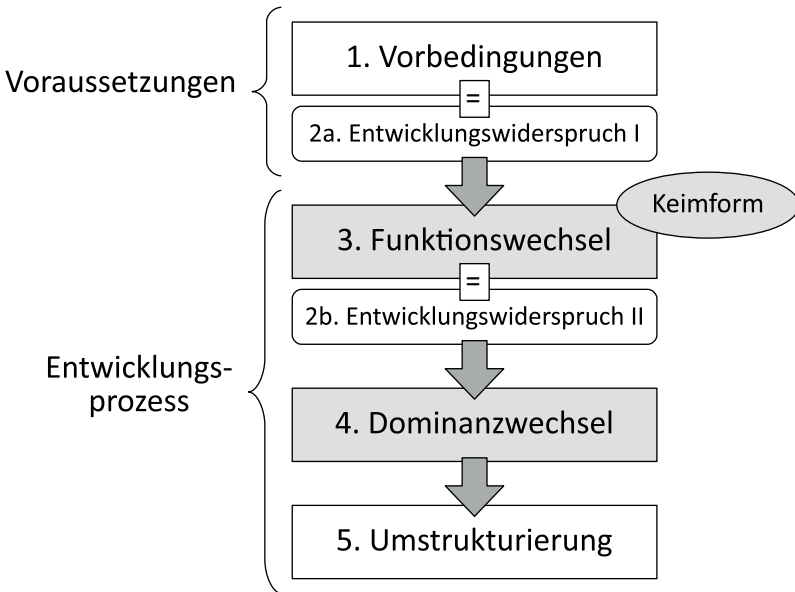 Voraussetzungen
1. Vorbedingungen
=
2a. Entwicklungswiderspruch I
Keimform
3. Funktionswechsel
=
2b. Entwicklungswiderspruch II
Entwicklungs-
prozess
4. Dominanzwechsel
5. Umstrukturierung